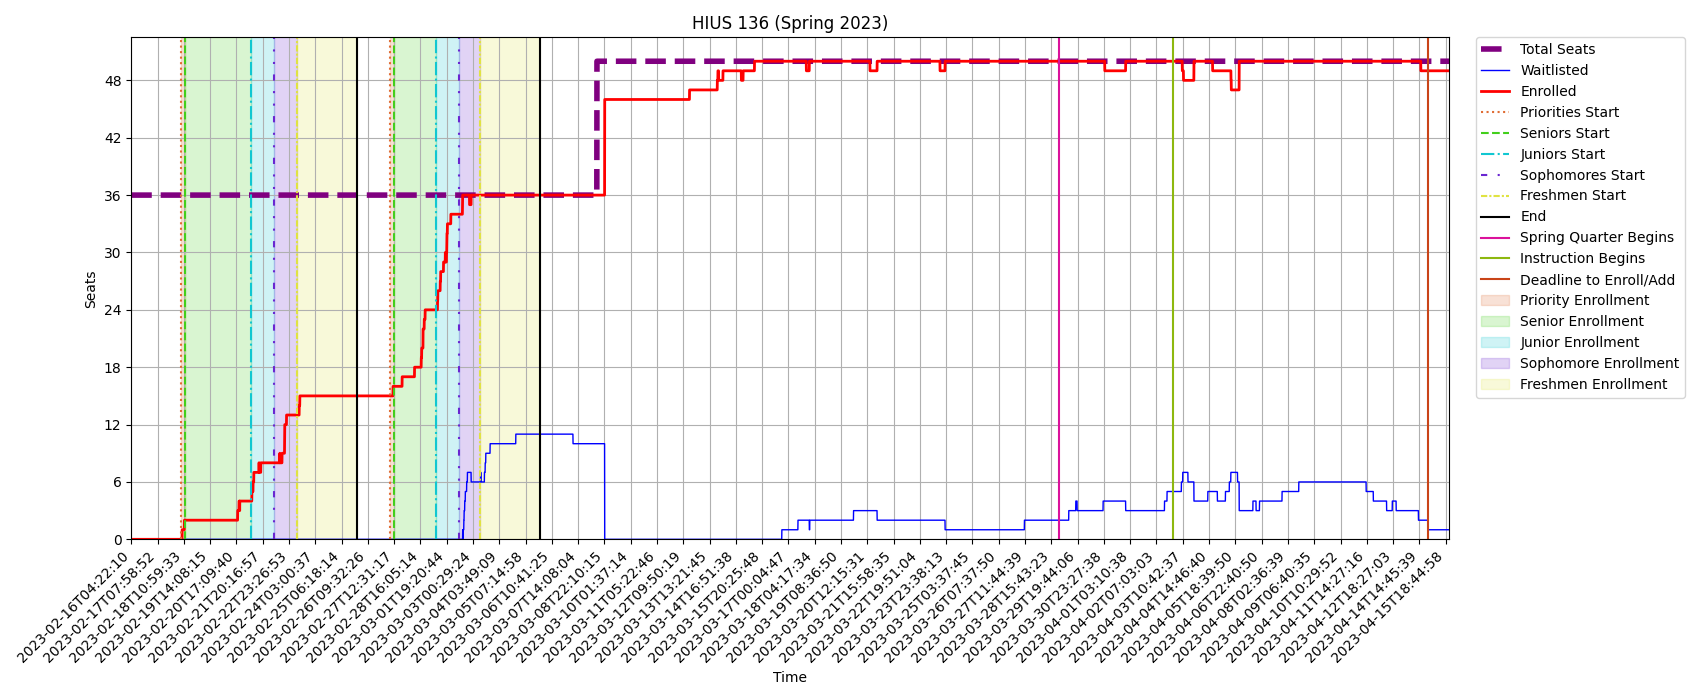 HIUS 136 (Spring 2023)
Seats
48
42
36
30
24
18
12
6
0
2023-02-16T04:22:10
2023-02-17T07:58:52
2023-02-18T10:59:33
2023-02-19T14:08:15
2023-02-20T17:09:40
2023-02-21T20:16:57
2023-02-22T23:26:53
2023-02-24T03:00:37
2023-02-25T06:18:14
2023-02-26T09:32:26
2023-02-27T12:31:17
2023-02-28T16:05:14
2023-03-01T19:20:44
2023-03-03T00:29:24
2023-03-04T03:49:09
2023-03-05T07:14:58
2023-03-06T10:41:25
2023-03-07T14:08:04
2023-03-08T22:10:15
2023-03-10T01:37:14
2023-03-11T05:22:46
2023-03-12T09:50:19
2023-03-13T13:21:45
2023-03-14T16:51:38
2023-03-15T20:25:48
2023-03-17T00:04:47
2023-03-18T04:17:34
2023-03-19T08:36:50
2023-03-20T12:15:31
2023-03-21T15:58:35
2023-03-22T19:51:04
2023-03-23T23:38:13
2023-03-25T03:37:45
2023-03-26T07:37:50
2023-03-27T11:44:39
2023-03-28T15:43:23
2023-03-29T19:44:06
2023-03-30T23:27:38
2023-04-01T03:10:38
2023-04-02T07:03:03
2023-04-03T10:42:37
2023-04-04T14:46:40
2023-04-05T18:39:50
2023-04-06T22:40:50
2023-04-08T02:36:39
2023-04-09T06:40:35
2023-04-10T10:29:52
2023-04-11T14:27:16
2023-04-12T18:27:03
2023-04-14T14:45:39
2023-04-15T18:44:58
Time
Total Seats
Waitlisted
Enrolled
Priorities Start
Seniors Start
Juniors Start
Sophomores Start
Freshmen Start
End
Spring Quarter Begins
Instruction Begins
Deadline to Enroll/Add
Priority Enrollment
Senior Enrollment
Junior Enrollment
Sophomore Enrollment
Freshmen Enrollment